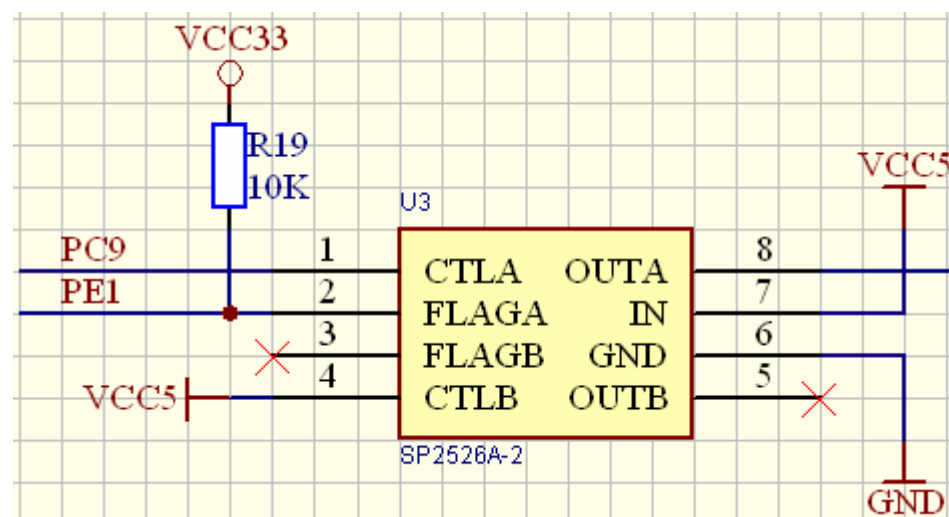 VCC33
R19
10K
VCC5
U3
PC9
1
CTLA
OUTA
8
PE1
2
FLAGA
IN
7
3
FLAGB
GND
6
VCC5
4
CTLB
OUTB
5
SP2526A-2
GND